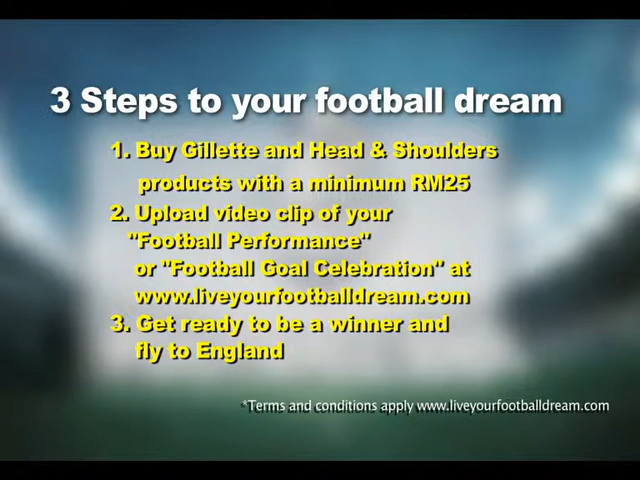 3 Steps to your football dream
1. Buy Gillette and Head & Shoulders
products with a minimum RM25
2. Upload video clip of your
"Football Performance"
or "Football Goal Celebration" at
www.liveyourfootballdream.com
3. Get ready to be a winner and
fly to England
*Terms and conditions apply www.liveyourfootballdream.com